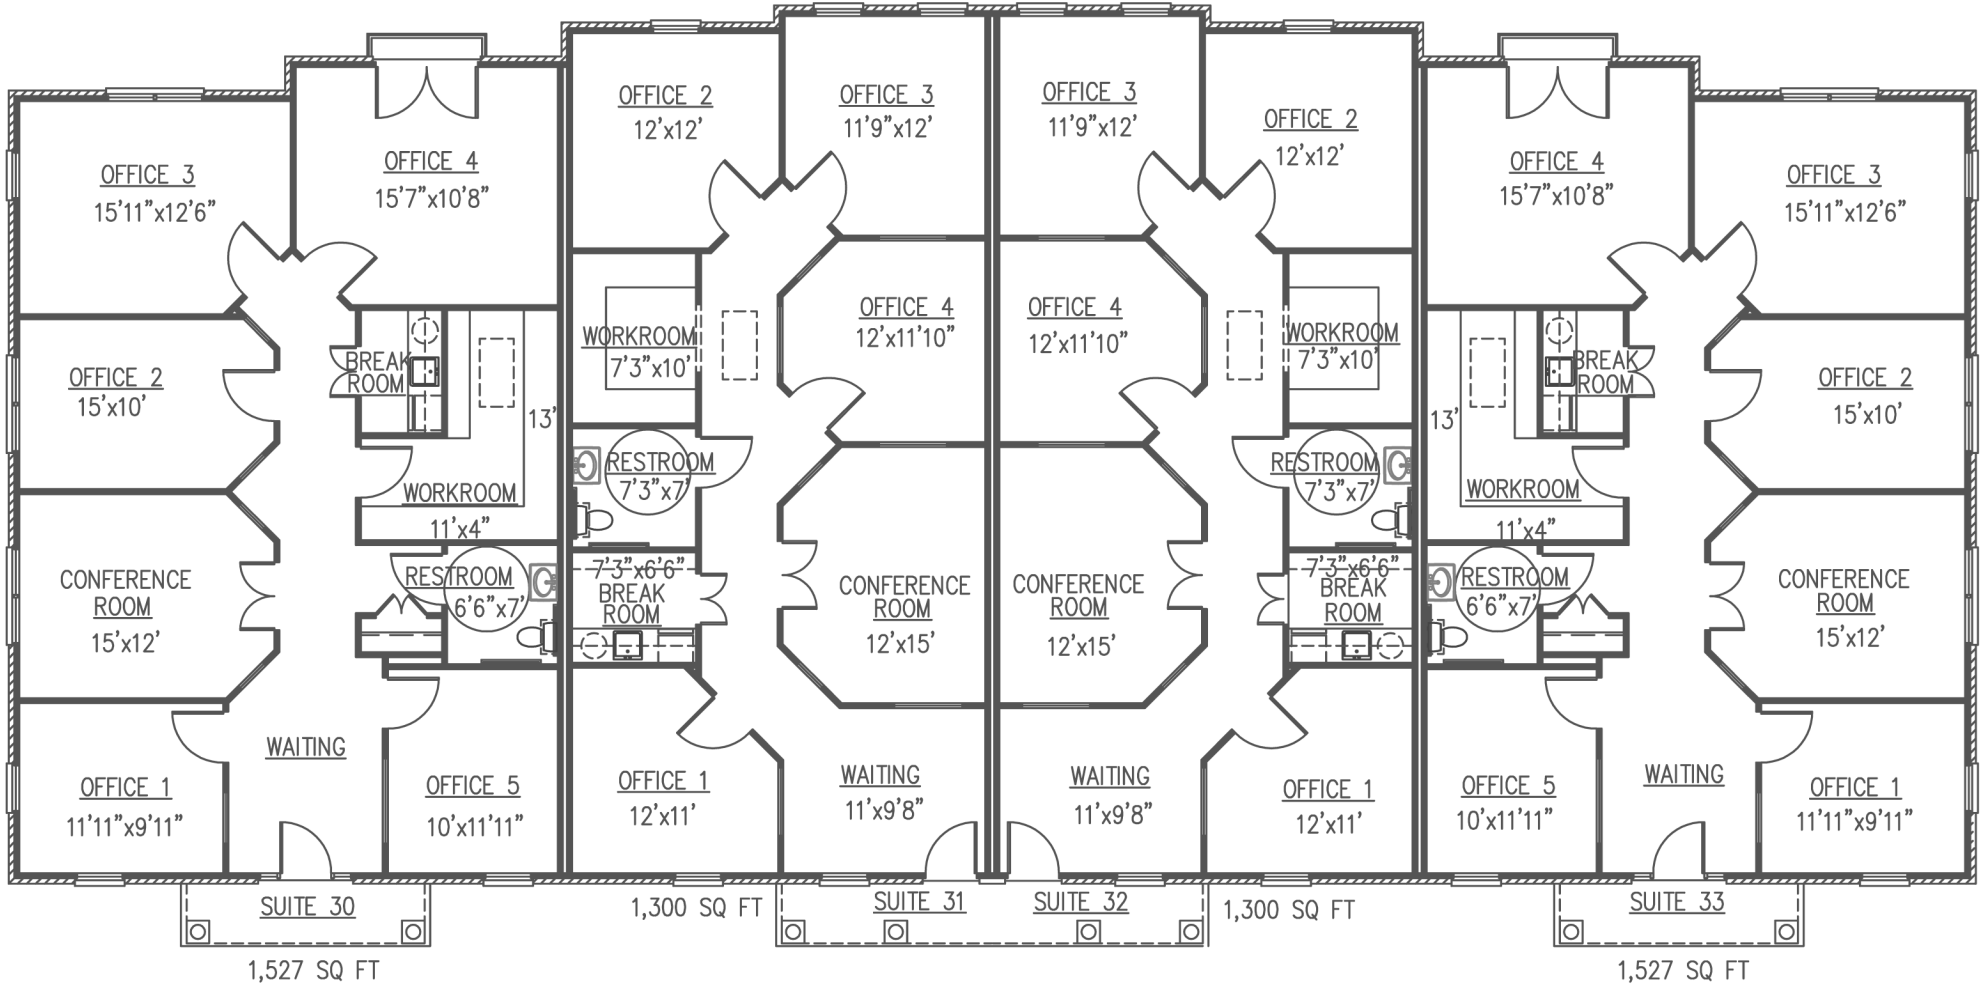 OFFICE 3
15'11"x12'6"
OFFICE 4
15'7"x10'8"
OFFICE 2
15'x10'
BREAK
ROOM
13'
WORKROOM
11'x4"
CONFERENCE
ROOM
15'x12'
RESTROOM
6'6"x7'
WAITING
OFFICE 1
11'11"x9'11"
OFFICE 5
10'x11'11"
SUITE 30
1,527 SQ FT
OFFICE 2
12'x12'
OFFICE 3
11'9"x12'
WORKROOM
7'3"x10'
OFFICE 4
12'x11'10"
RESTROOM
7'3"x7'
7'3"x6'6"
BREAK
ROOM
CONFERENCE
ROOM
12'x15'
OFFICE 1
12'x11'
WAITING
11'x9'8"
1,300 SQ FT
SUITE 31
OFFICE 3
11'9"x12'
OFFICE 2
12'x12'
OFFICE 4
12'x11'10"
WORKROOM
7'3"x10'
RESTROOM
7'3"x7'
CONFERENCE
ROOM
12'x15'
7'3"x6'6"
BREAK
ROOM
WAITING
11'x9'8"
OFFICE 1
12'x11'
SUITE 32
1,300 SQ FT
OFFICE 4
15'7"x10'8"
OFFICE 3
15'11"x12'6"
BREAK
ROOM
OFFICE 2
15'x10'
13'
WORKROOM
11'x4"
RESTROOM
6'6"x7'
CONFERENCE
ROOM
15'x12'
OFFICE 5
10'x11'11"
WAITING
OFFICE 1
11'11"x9'11"
SUITE 33
1,527 SQ FT